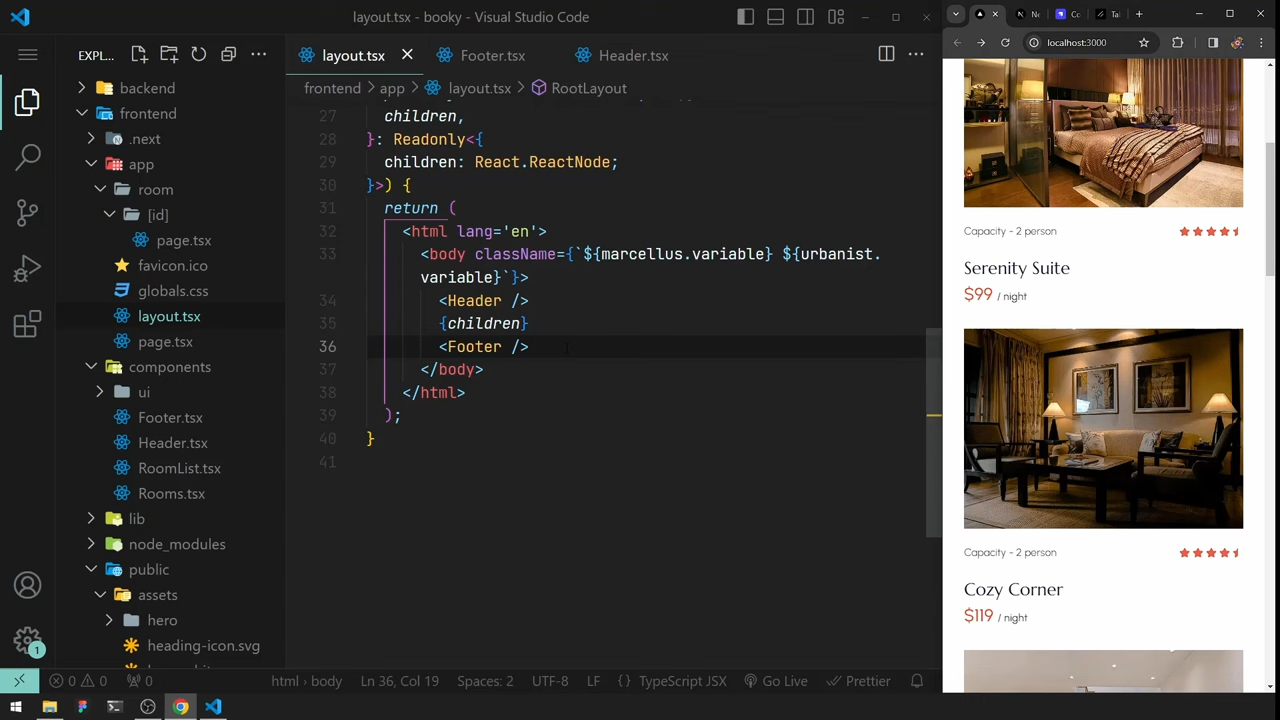 layout.tsx - booky - Visual Studio Code
EXPL...
backend
frontend
.next
app
room
[id]
page.tsx
favicon.ico
globals.css
layout.tsx
page.tsx
components
ui
Footer.tsx
Header.tsx
RoomList.tsx
Rooms.tsx
lib
node_modules
public
assets
hero
heading-icon.svg
1
layout.tsx
Footer.tsx
Header.tsx
frontend > app > layout.tsx > RootLayout
27 children,
28 }: Readonly<{
29 children: React.ReactNode;
30 }>) {
31 return (
32 <html lang='en'>
33 <body className={`${marcellus.variable} ${urbanist.
variable}`}>
34 <Header />
35 {children}
36 <Footer />
37 </body>
38 </html>
39 );
40 }
41
0 0 0
html › body
Ln 36, Col 19
Spaces: 2
UTF-8
LF
{} TypeScript JSX
Go Live
Prettier
Ne
Co
Ta
localhost:3000
Capacity - 2 person
Serenity Suite
$99 / night
Capacity - 2 person
Cozy Corner
$119 / night